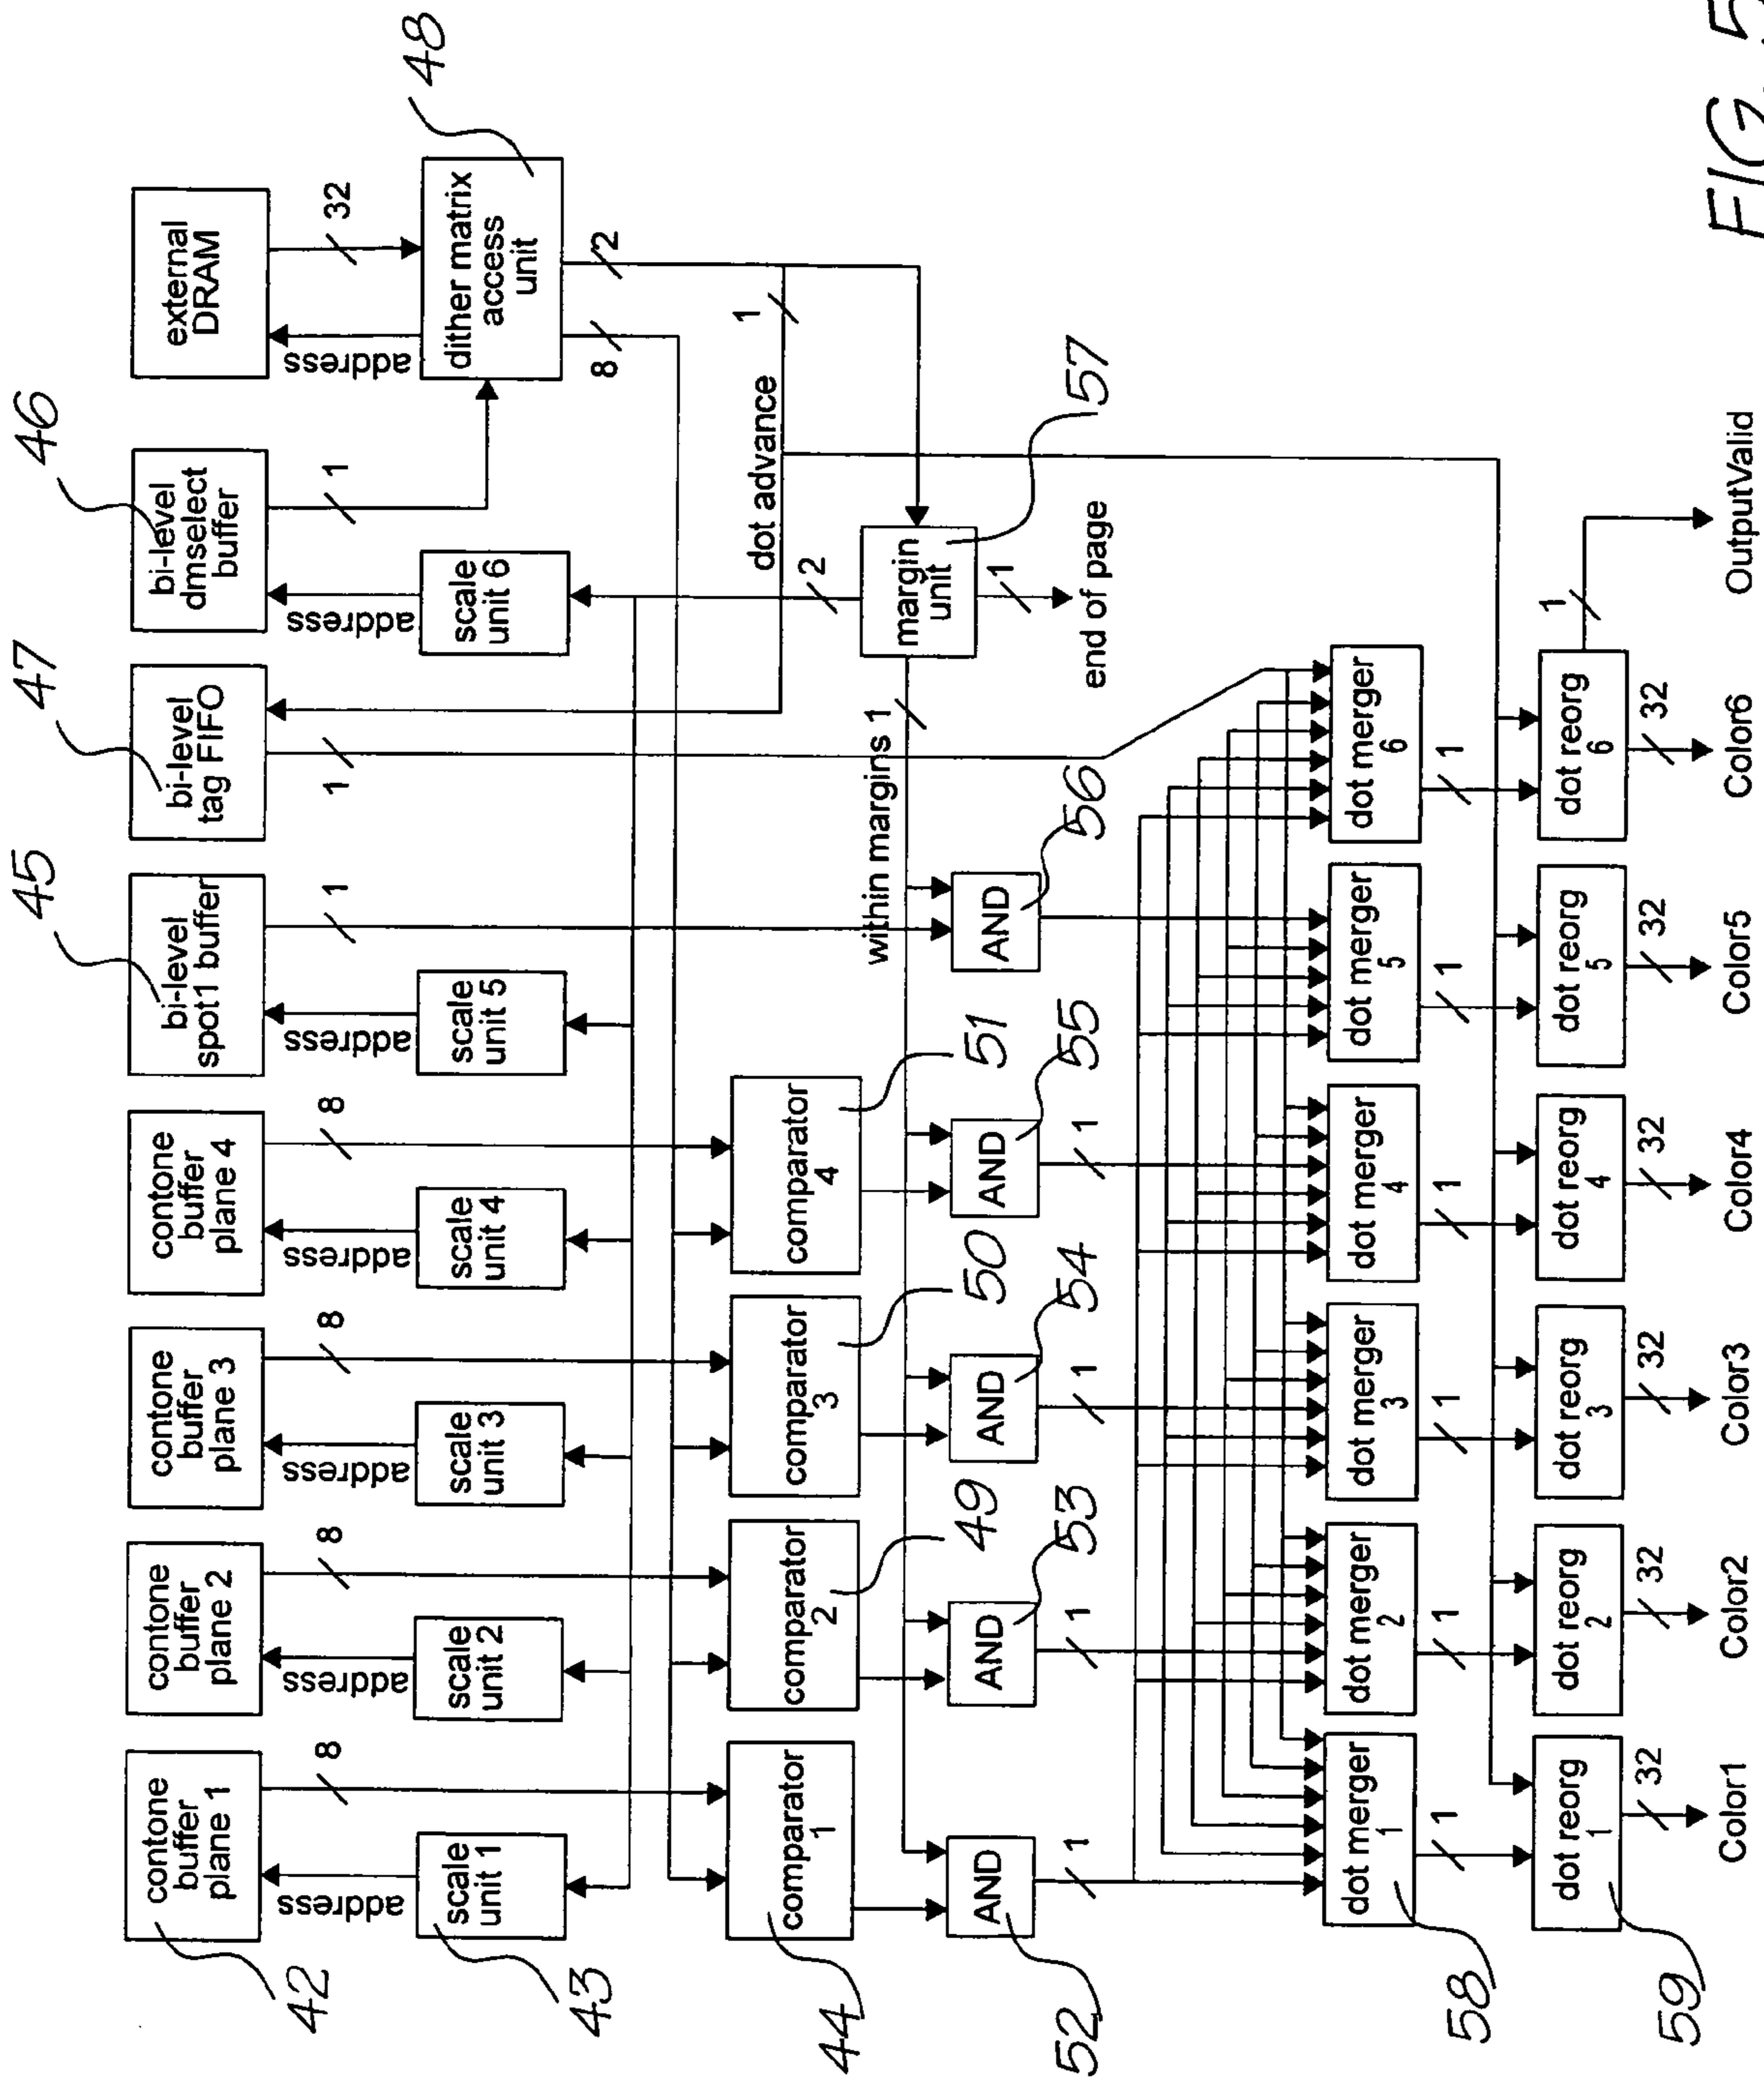 contone
buffer
plane 1
contone
buffer
plane 2
contone
buffer
plane 3
contone
buffer
plane 4
bi-level
spot1 buffer
bi-level
tag FIFO
bi-level
dmselect
buffer
external
DRAM
42
45
47
46
8
8
8
8
1
1
1
32
address
address
address
address
address
address
address
scale
unit 1
scale
unit 2
scale
unit 3
scale
unit 4
scale
unit 5
scale
unit 6
dither matrix
access
unit
43
48
8
2
1
dot advance
2
comparator
1
comparator
2
comparator
3
comparator
4
44
49
50
51
within margins 1
margin
unit
57
1
end of page
AND
AND
AND
AND
AND
52
53
54
55
56
1
1
1
1
dot merger
1
dot merger
2
dot merger
3
dot merger
4
dot merger
5
dot merger
6
58
1
1
1
1
1
1
dot reorg
1
dot reorg
2
dot reorg
3
dot reorg
4
dot reorg
5
dot reorg
6
59
1
32
32
32
32
32
32
Color1
Color2
Color3
Color4
Color5
Color6
OutputValid
FIG. 5